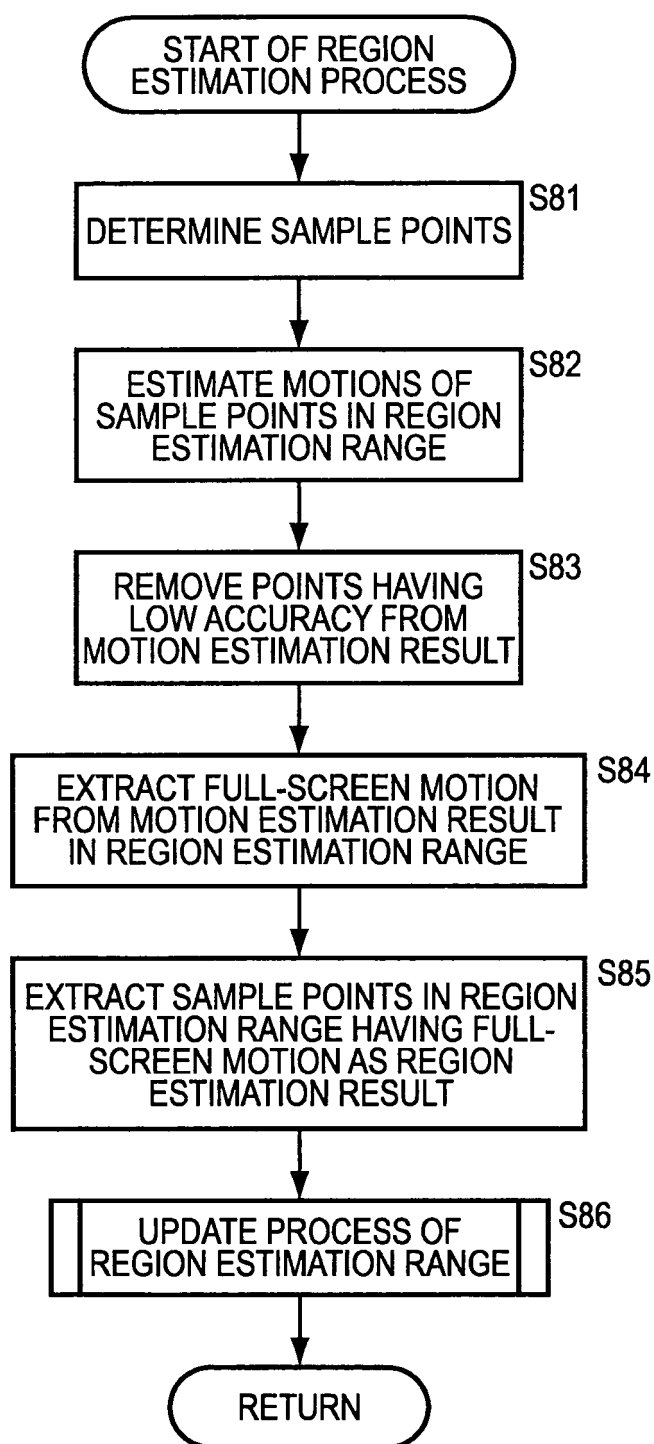 START OF REGION
ESTIMATION PROCESS
S81
DETERMINE SAMPLE POINTS
S82
ESTIMATE MOTIONS OF
SAMPLE POINTS IN REGION
ESTIMATION RANGE
S83
REMOVE POINTS HAVING
LOW ACCURACY FROM
MOTION ESTIMATION RESULT
S84
EXTRACT FULL-SCREEN MOTION
FROM MOTION ESTIMATION RESULT
IN REGION ESTIMATION RANGE
S85
EXTRACT SAMPLE POINTS IN REGION
ESTIMATION RANGE HAVING FULL-
SCREEN MOTION AS REGION
ESTIMATION RESULT
S86
UPDATE PROCESS OF
REGION ESTIMATION RANGE
RETURN